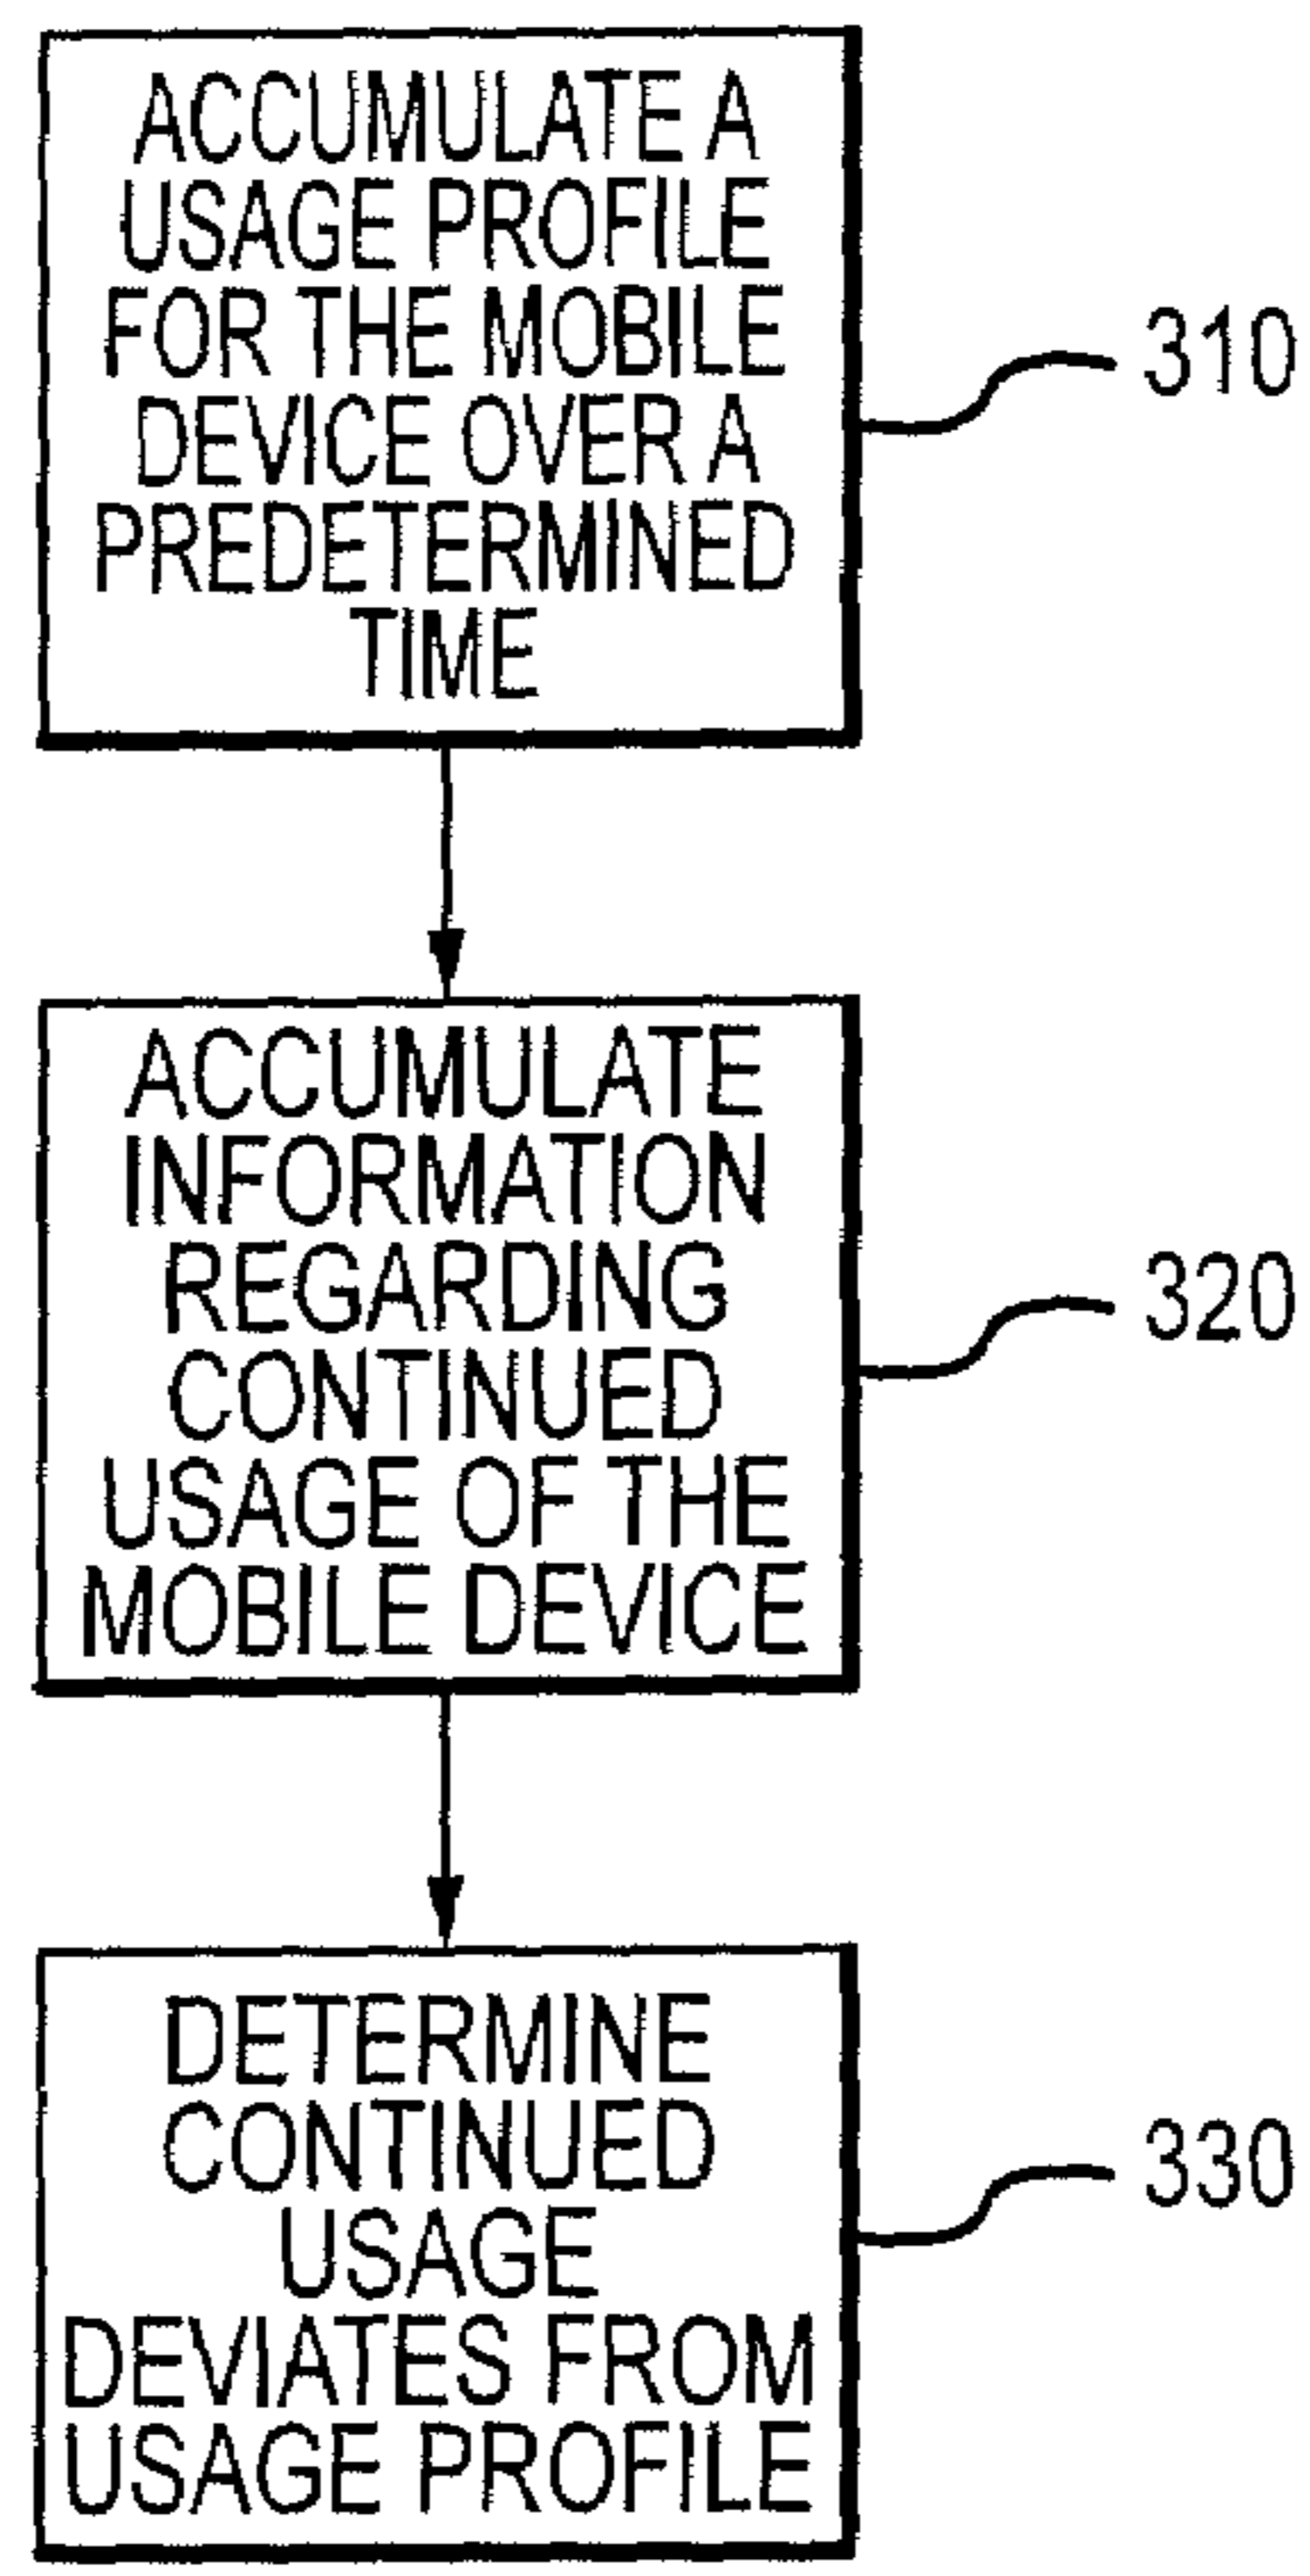 ACCUMULATE A
USAGE PROFILE
FOR THE MOBILE
DEVICE OVER A
PREDETERMINED
TIME
310
ACCUMULATE
INFORMATION
REGARDING
CONTINUED
USAGE OF THE
MOBILE DEVICE
320
DETERMINE
CONTINUED
USAGE
DEVIATES FROM
USAGE PROFILE
330